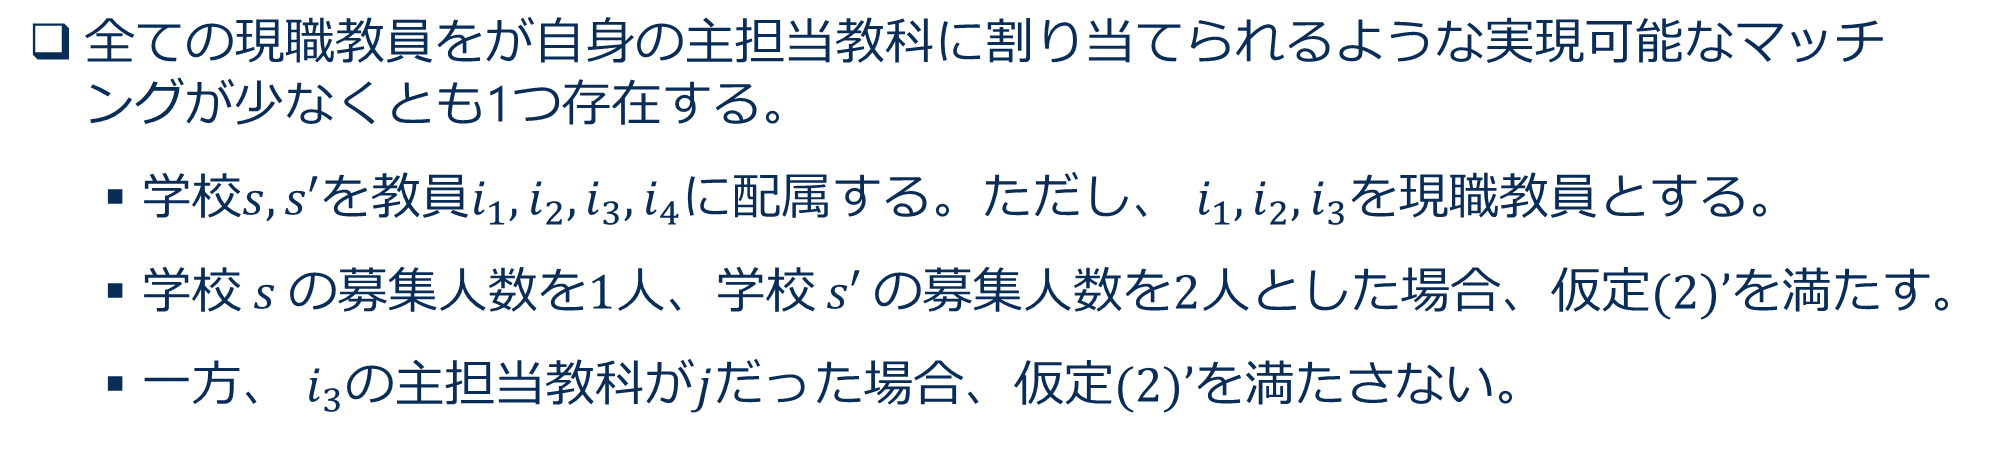 ❑ 全ての現職教員をが自身の主担当教科に割り当てられるような実現可能なマッチ
ングが少なくとも1つ存在する。
▪ 学校s, s′を教員i₁, i₂, i₃, i₄に配属する。ただし、 i₁, i₂, i₃を現職教員とする。
▪ 学校 s の募集人数を1人、学校 s′ の募集人数を2人とした場合、仮定(2)’を満たす。
▪ 一方、 i₃の主担当教科がjだった場合、仮定(2)’を満たさない。